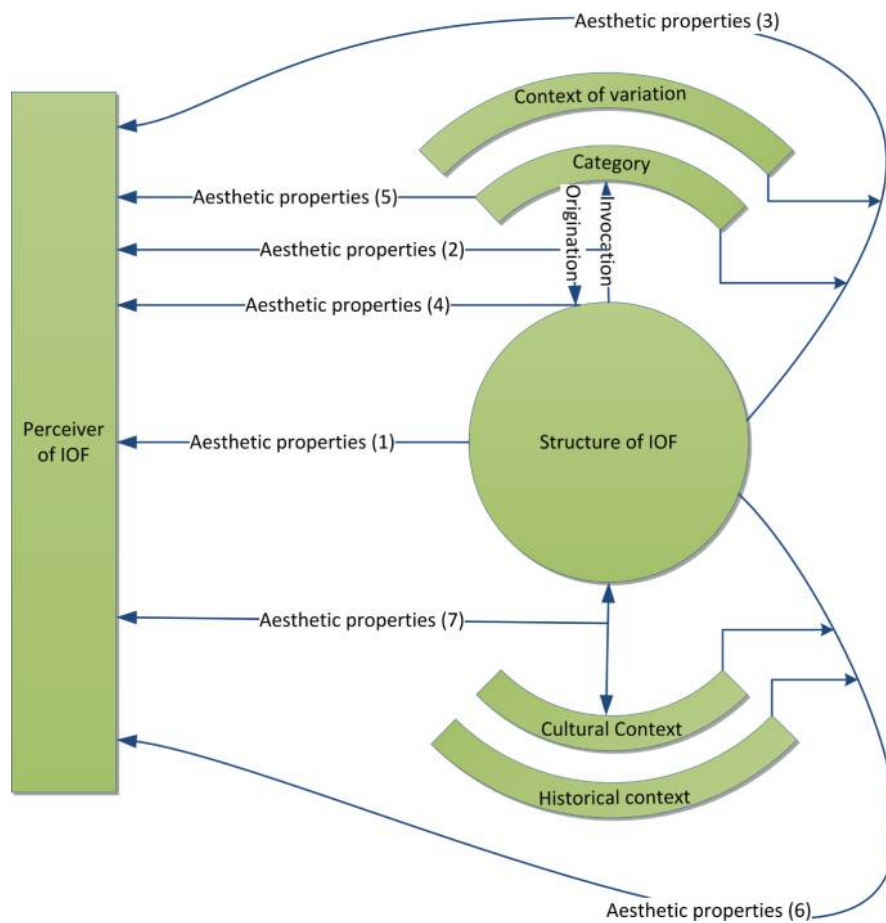 Aesthetic properties (3)
Context of variation
Category
Aesthetic properties (5)
Origination
Invocation
Aesthetic properties (2)
Aesthetic properties (4)
Perceiver
of IOF
Aesthetic properties (1)
Structure of IOF
Aesthetic properties (7)
Cultural Context
Historical context
Aesthetic properties (6)